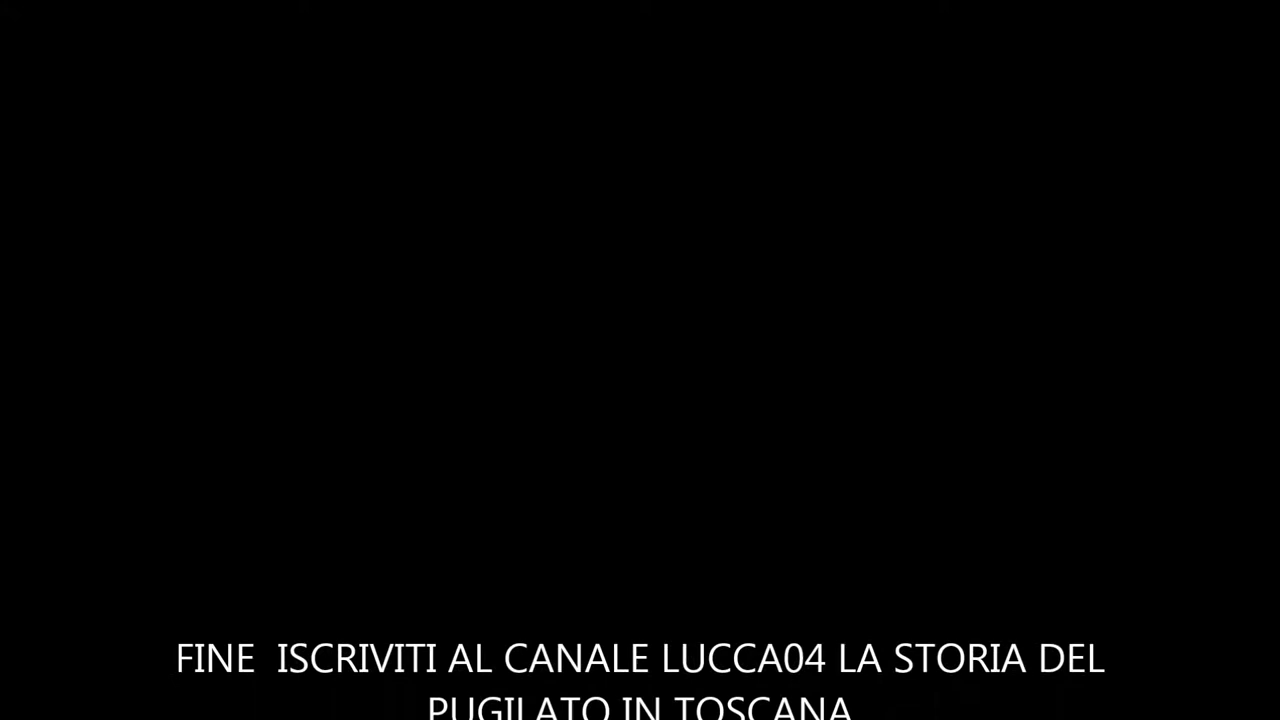 FINE  ISCRIVITI AL CANALE LUCCA04 LA STORIA DEL
PUGILATO IN TOSCANA